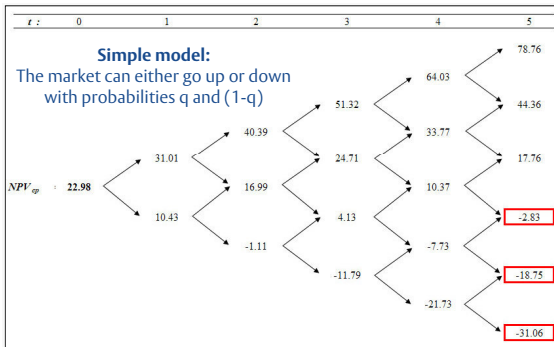 t : 0 1 2 3 4 5
Simple model:
The market can either go up or down
with probabilities q and (1-q)
78.76
64.03
51.32 44.36
40.39 33.77
31.01 24.71 17.76
NPV ep : 22.98 16.99 10.37
10.43 4.13 -2.83
-1.11 -7.73
-11.79 -18.75
-21.73
-31.06